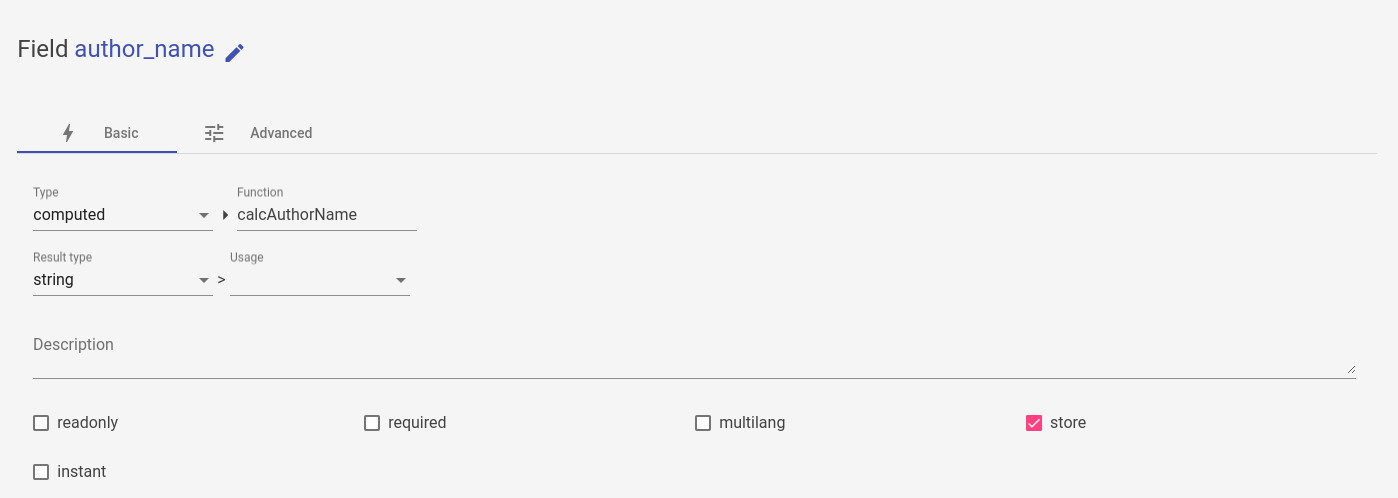 Field author_name
Basic Advanced
Type Function
computed calcAuthorName
Result type Usage
string >
Description
readonly required multilang store
instant